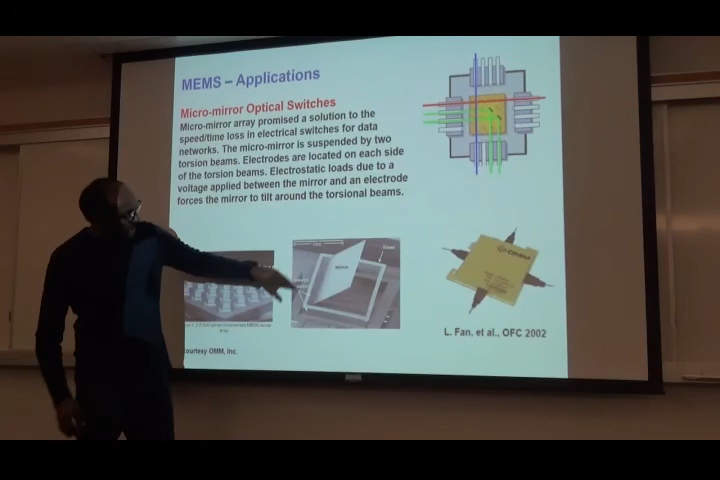 MEMS – Applications
Micro-mirror Optical Switches
Micro-mirror array promised a solution to the
speed/time loss in electrical switches for data
networks. The micro-mirror is suspended by two
torsion beams. Electrodes are located on each side
of the torsion beams. Electrostatic loads due to a
voltage applied between the mirror and an electrode
forces the mirror to tilt around the torsional beams.
OMM
L. Fan, et al., OFC 2002
ourtesy OMM, Inc.